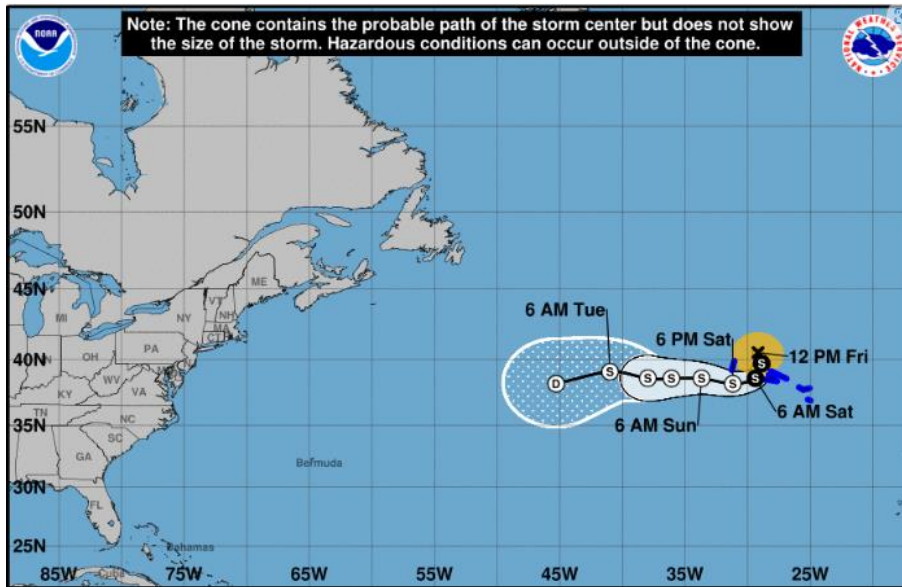 Note: The cone contains the probable path of the storm center but does not show
the size of the storm. Hazardous conditions can occur outside of the cone.
NOAA
55N
50N
45N
40N
35N
30N
25N
85W
75W
65W
55W
45W
35W
25W
ME
VT
NH
MI
NY
MA
CT
PA
OH
WV
VA
KY
TN
NC
SC
GA
FL
Bermuda
Bahamas
Cuba
6 AM Tue
6 PM Sat
12 PM Fri
6 AM Sun
6 AM Sat
D
S
S
S
S
S
S
S